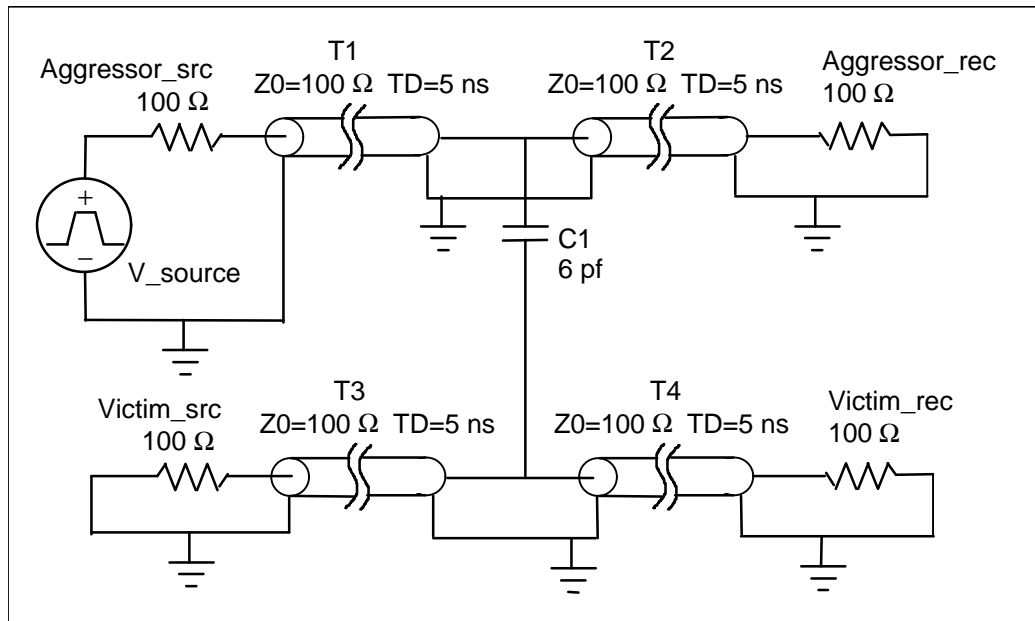 T1
Z0=100 Ω TD=5 ns
T2
Z0=100 Ω TD=5 ns
Aggressor_src
100 Ω
Aggressor_rec
100 Ω
+
−
V_source
C1
6 pf
T3
Z0=100 Ω TD=5 ns
T4
Z0=100 Ω TD=5 ns
Victim_src
100 Ω
Victim_rec
100 Ω